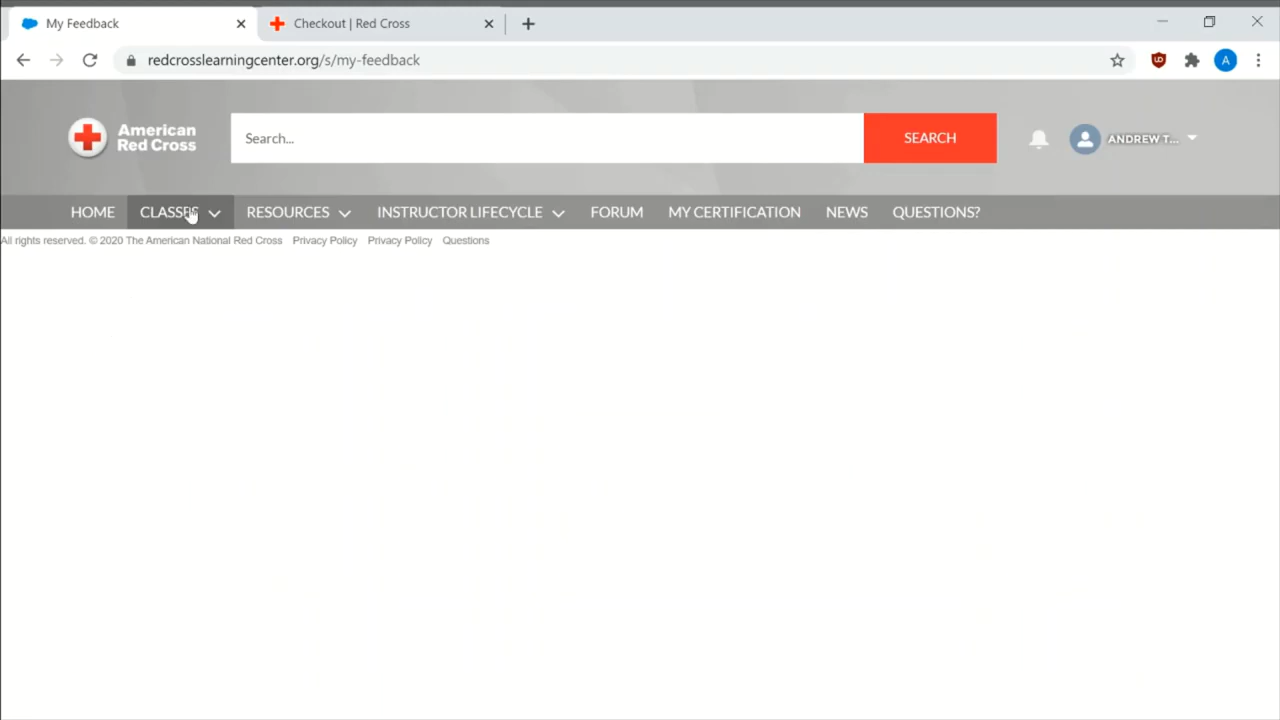 My Feedback
Checkout | Red Cross
redcrosslearningcenter.org/s/my-feedback
A
American
Red Cross
Search...
SEARCH
ANDREW T...
HOME CLASSES RESOURCES INSTRUCTOR LIFECYCLE FORUM MY CERTIFICATION NEWS QUESTIONS?
All rights reserved. © 2020 The American National Red Cross Privacy Policy Privacy Policy Questions